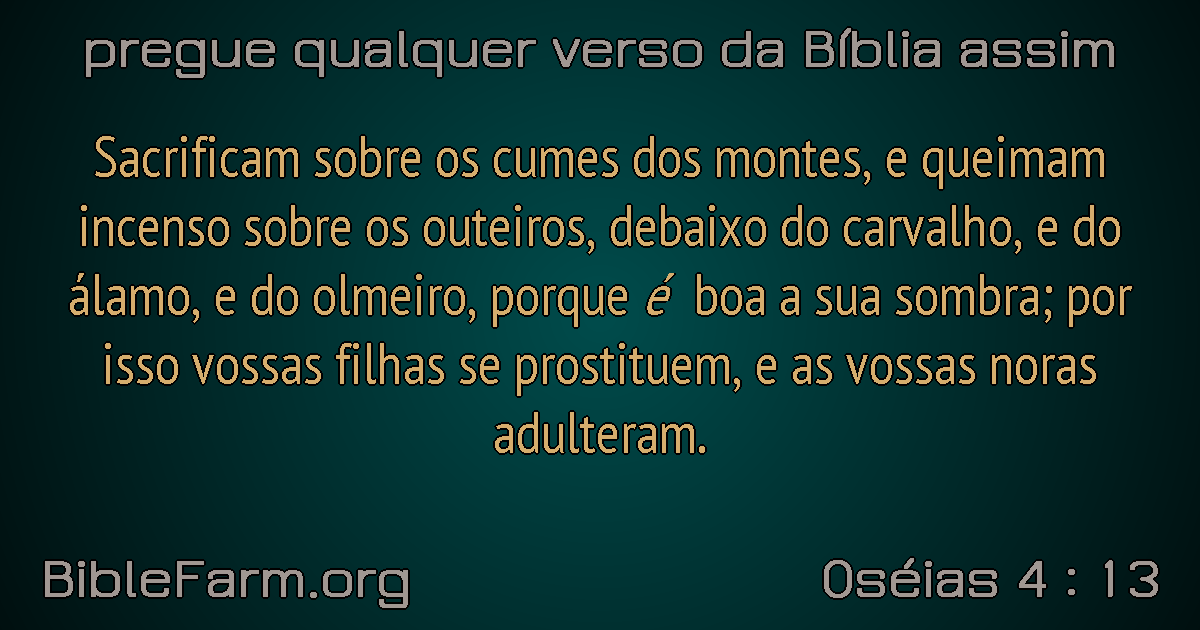 pregue qualquer verso da Bíblia assim
Sacrificam sobre os cumes dos montes, e queimam
incenso sobre os outeiros, debaixo do carvalho, e do
álamo, e do olmeiro, porque é boa a sua sombra; por
isso vossas filhas se prostituem, e as vossas noras
adulteram.
BibleFarm.org
Oséias 4 : 13